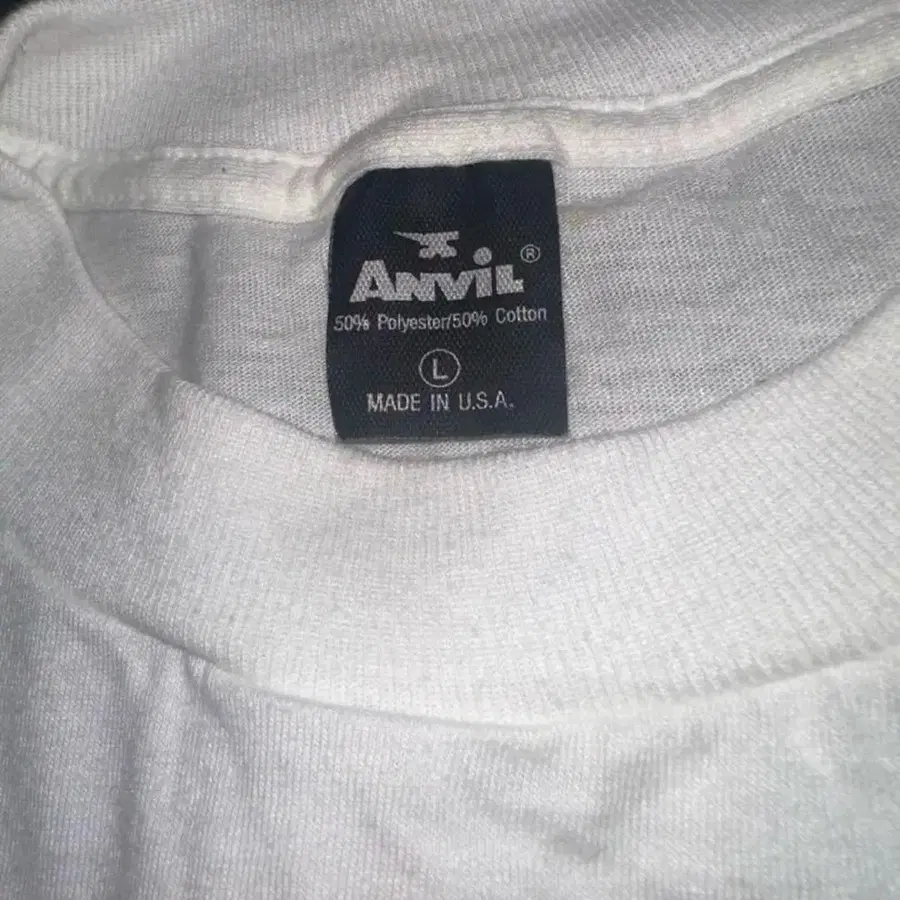 ANVIL ®
50% Polyester/50% Cotton
L
MADE IN U.S.A.